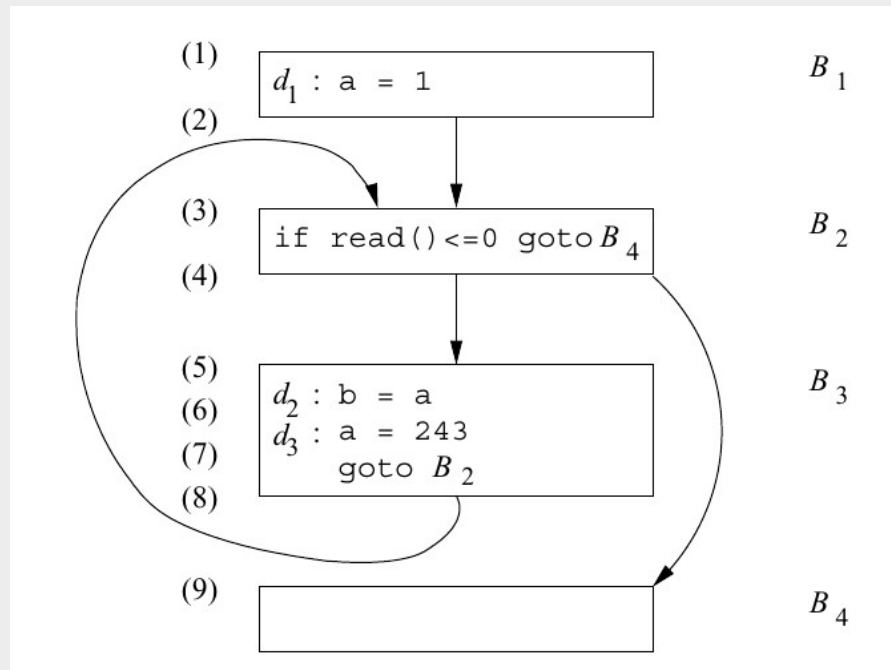 (1)
d1 : a = 1
B1
(2)
(3)
if read()<=0 goto B4
B2
(4)
(5)
d2 : b = a
B3
(6)
d3 : a = 243
(7)
goto B2
(8)
(9)
B4